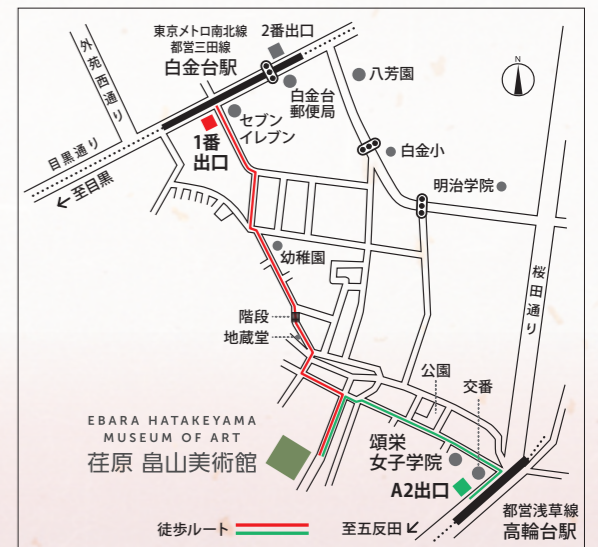 東京メトロ南北線
都営三田線
白金台駅
2番出口
外苑西通り
八芳園
N
白金台
郵便局
セブン
イレブン
1番
出口
目黒通り
至目黒
白金小
明治学院
幼稚園
桜田通り
階段
地蔵堂
公園
交番
EBARA HATAKEYAMA
MUSEUM OF ART
荏原 畠山美術館
頌栄
女子学院
A2出口
都営浅草線
高輪台駅
徒歩ルート
至五反田